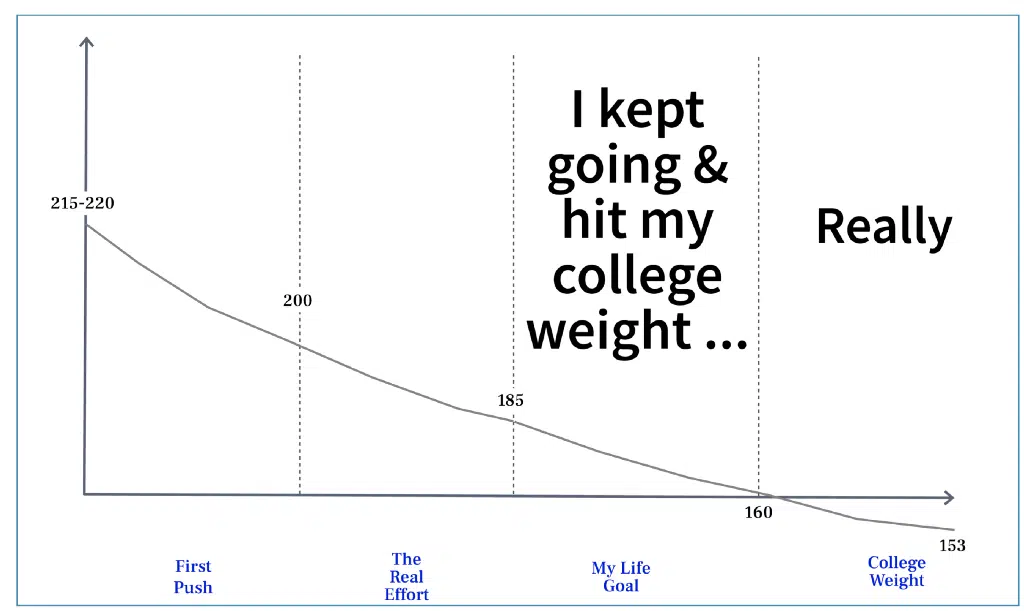 I kept
going &
hit my
college
weight ...
Really
215-220
200
185
160
153
First
Push
The
Real
Effort
My Life
Goal
College
Weight